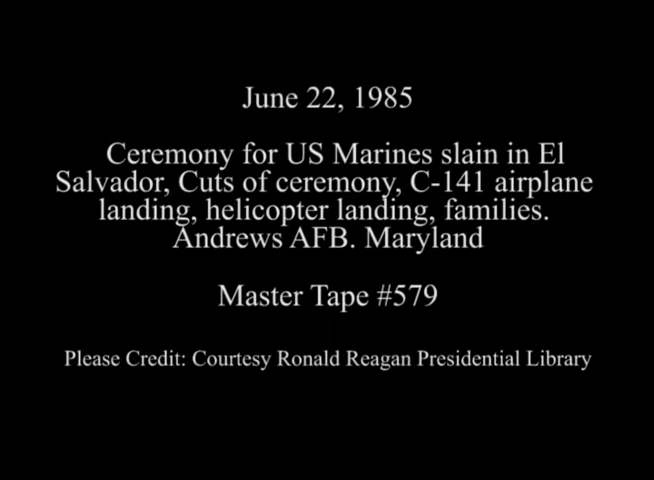 June 22, 1985
Ceremony for US Marines slain in El
Salvador, Cuts of ceremony, C-141 airplane
landing, helicopter landing, families.
Andrews AFB. Maryland
Master Tape #579
Please Credit: Courtesy Ronald Reagan Presidential Library